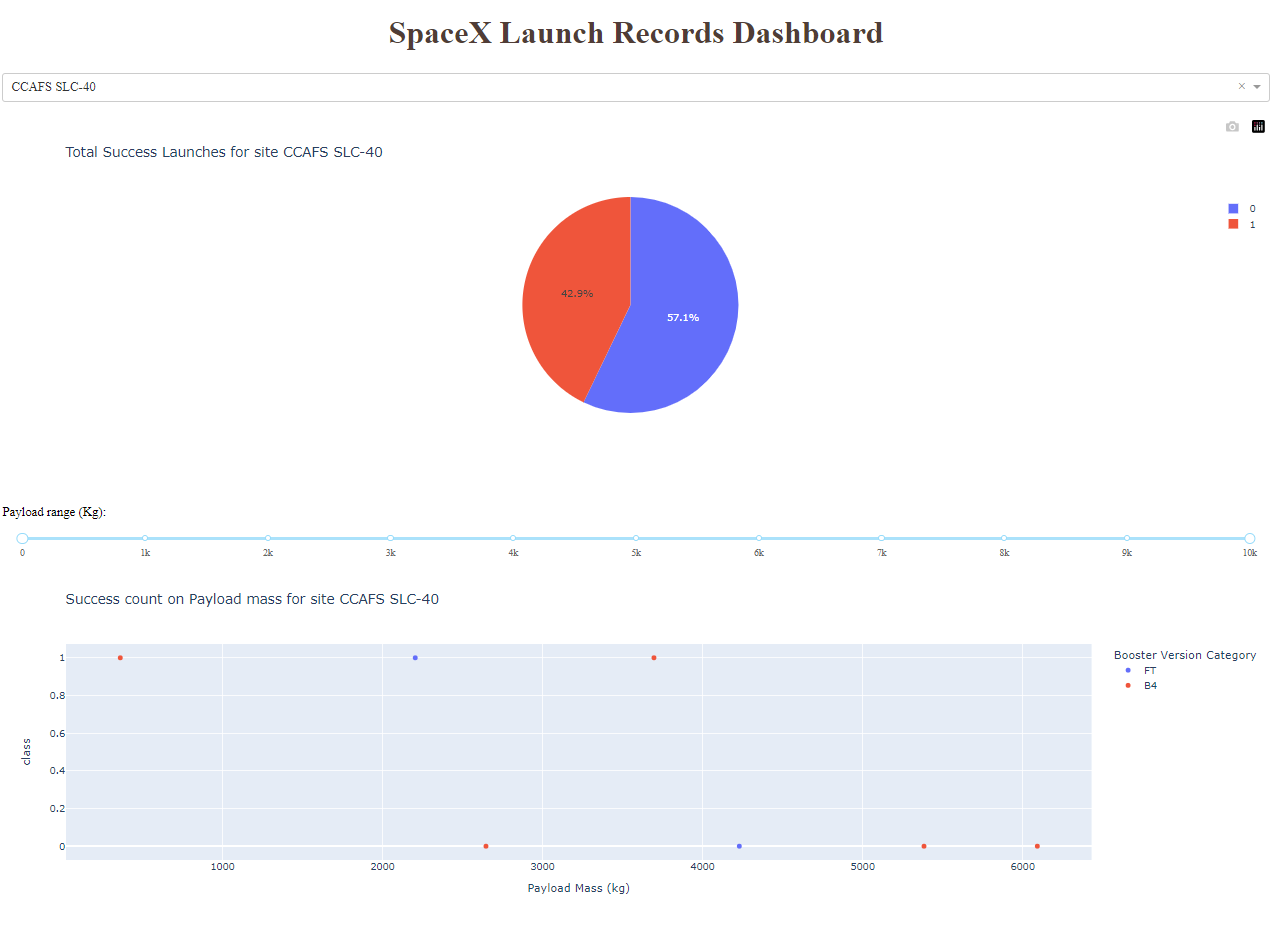 SpaceX Launch Records Dashboard
CCAFS SLC-40
×
Total Success Launches for site CCAFS SLC-40
0
1
42.9%
57.1%
Payload range (Kg):
0 1k 2k 3k 4k 5k 6k 7k 8k 9k 10k
Success count on Payload mass for site CCAFS SLC-40
Booster Version Category
FT
B4
1
0.8
0.6
0.4
0.2
0
class
1000 2000 3000 4000 5000 6000
Payload Mass (kg)